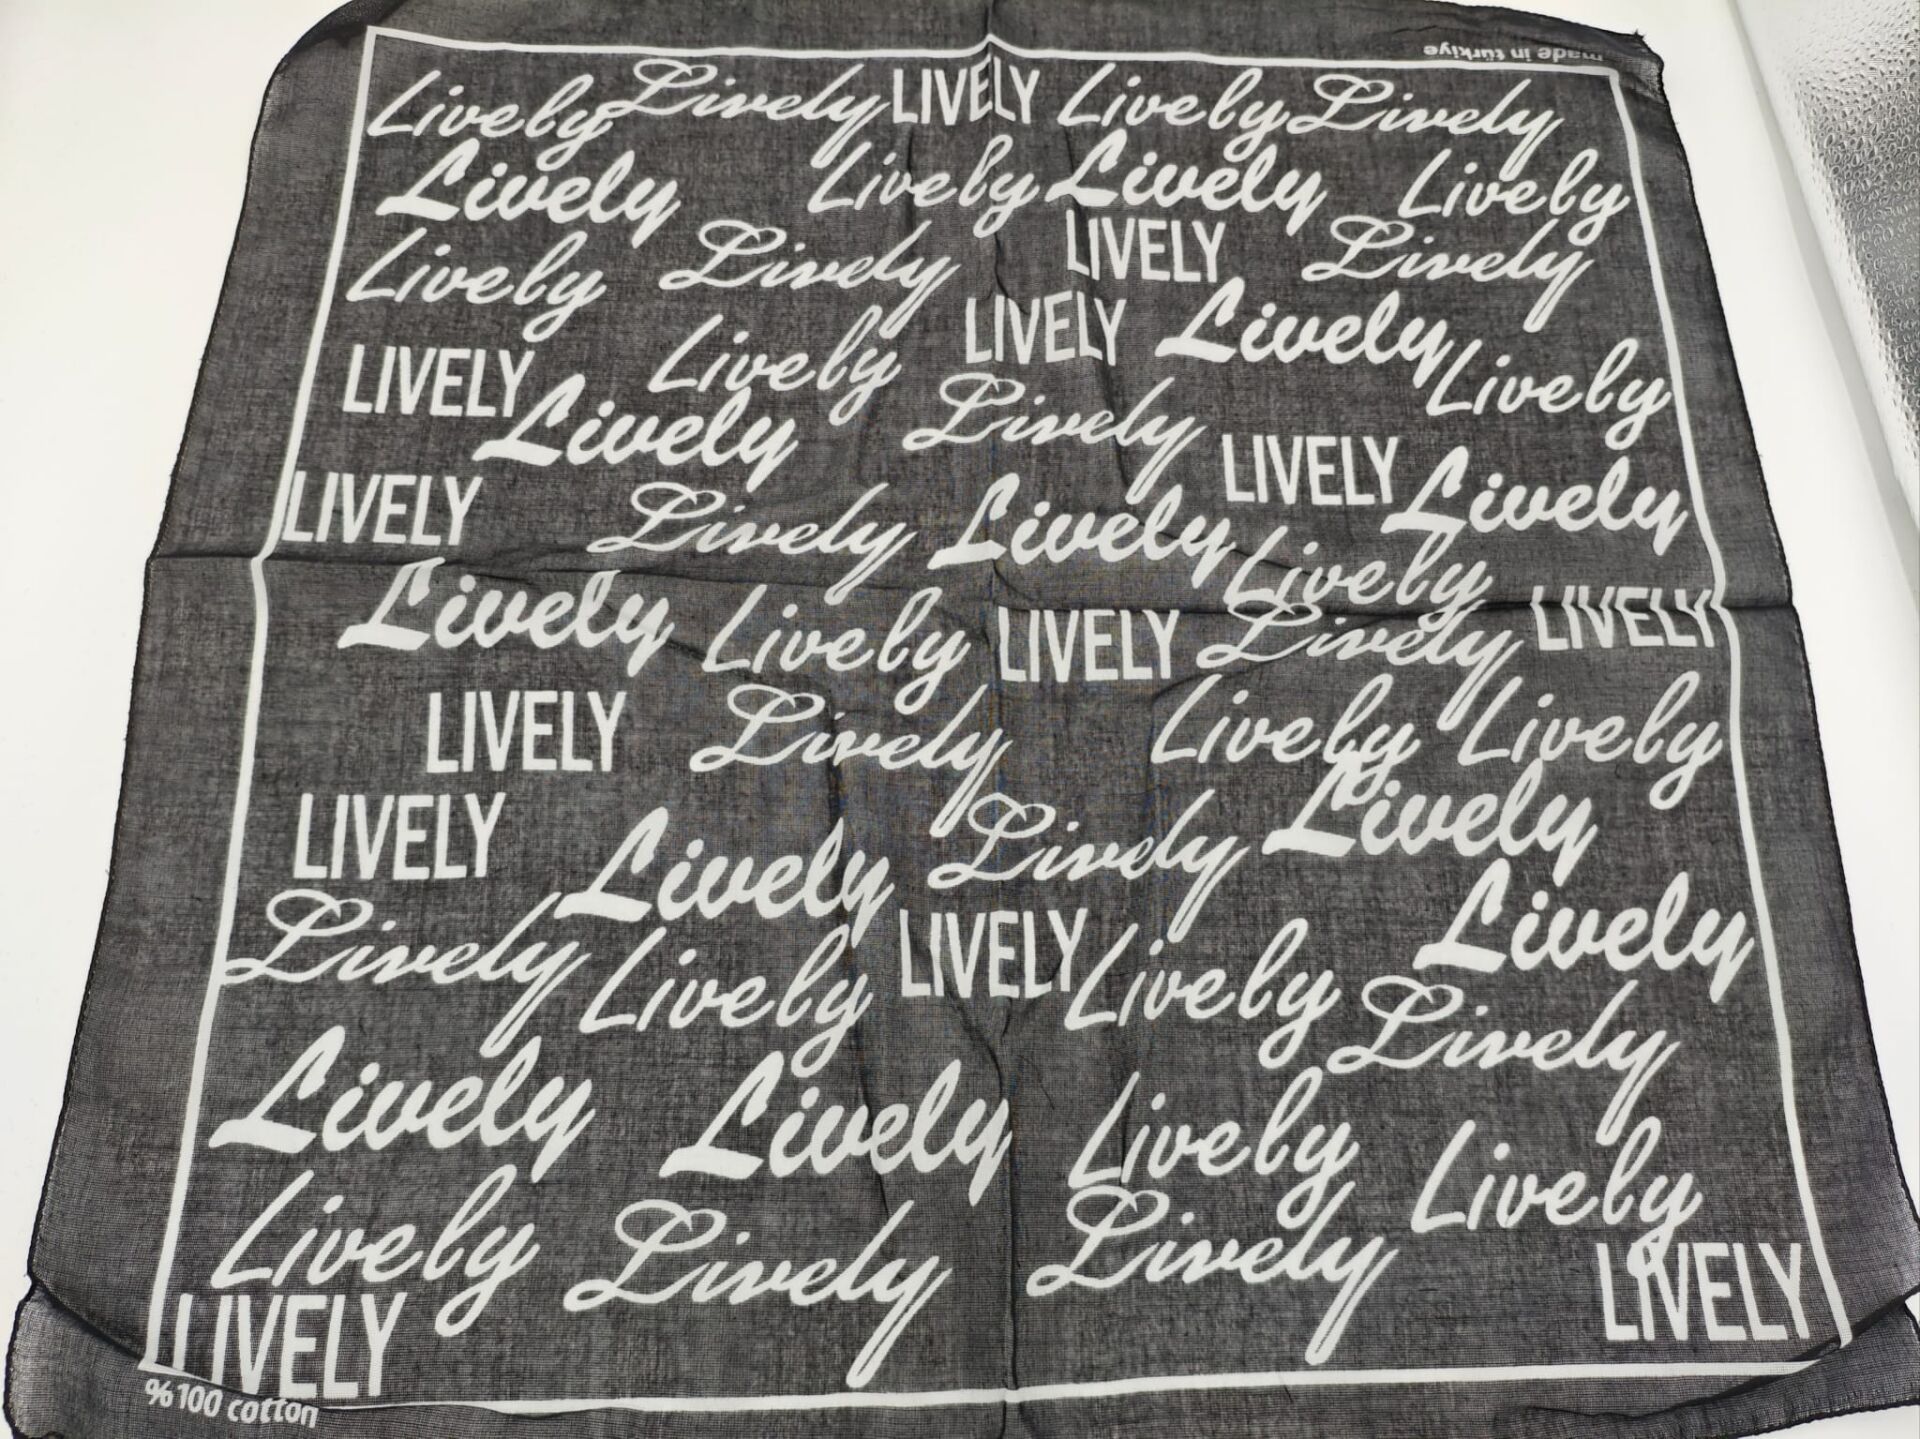 made in türkiye
Lively Lively LIVELY Lively Lively
Lively Lively Lively Lively
Lively Lively LIVELY Lively
LIVELY Lively LIVELY Lively Lively
Lively Lively LIVELY Lively
LIVELY Lively Lively Lively
Lively Lively LIVELY Lively LIVELY
LIVELY Lively Lively Lively
LIVELY Lively Lively Lively
Lively Lively LIVELY Lively Lively
Lively
Lively Lively Lively Lively
Lively Lively Lively LIVELY
LIVELY
%100 cotton